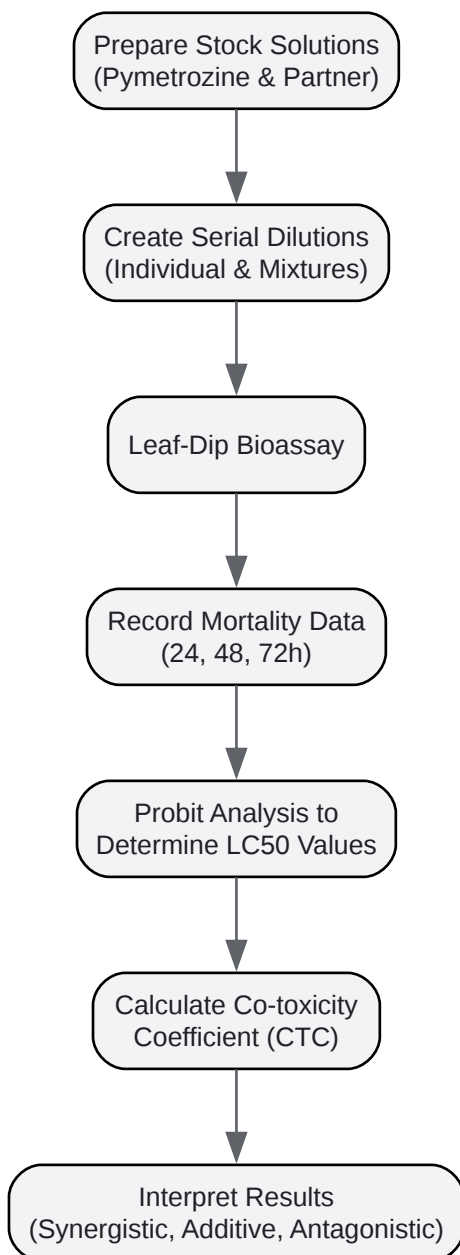 Prepare Stock Solutions
(Pymetrozine & Partner)
Create Serial Dilutions
(Individual & Mixtures)
Leaf-Dip Bioassay
Record Mortality Data
(24, 48, 72h)
Probit Analysis to
Determine LC50 Values
Calculate Co-toxicity
Coefficient (CTC)
Interpret Results
(Synergistic, Additive, Antagonistic)